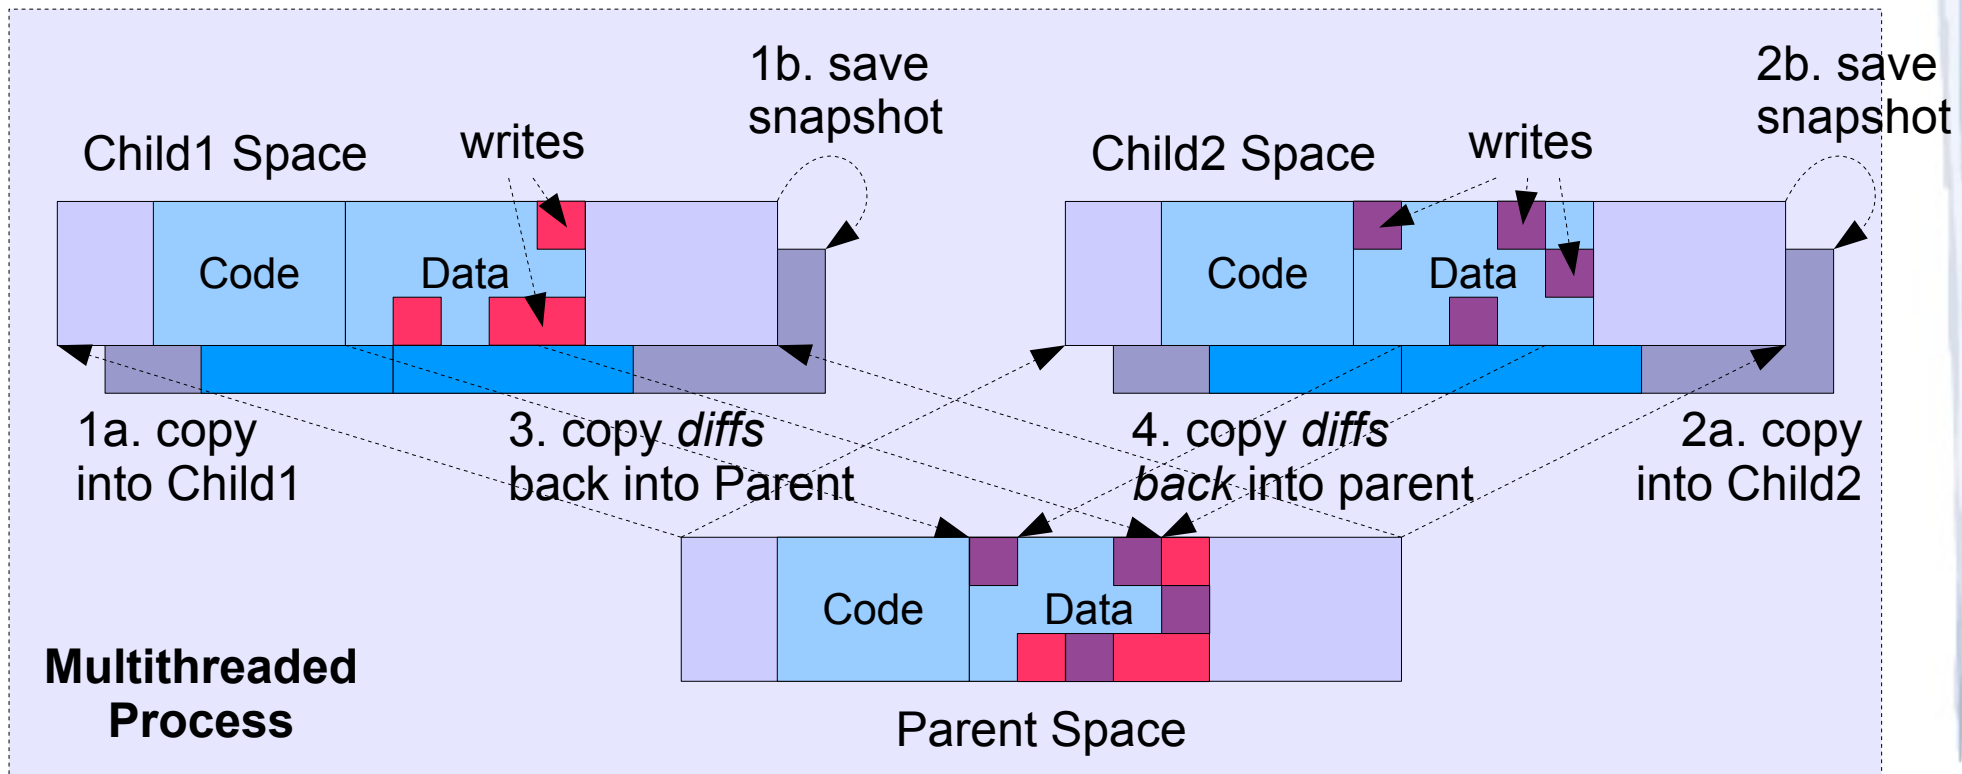 1b. save
snapshot
2b. save
snapshot
Child1 Space
writes
Child2 Space
writes
Code
Data
Code
Data
1a. copy
into Child1
3. copy diffs
back into Parent
4. copy diffs
back into parent
2a. copy
into Child2
Code
Data
Multithreaded
Process
Parent Space